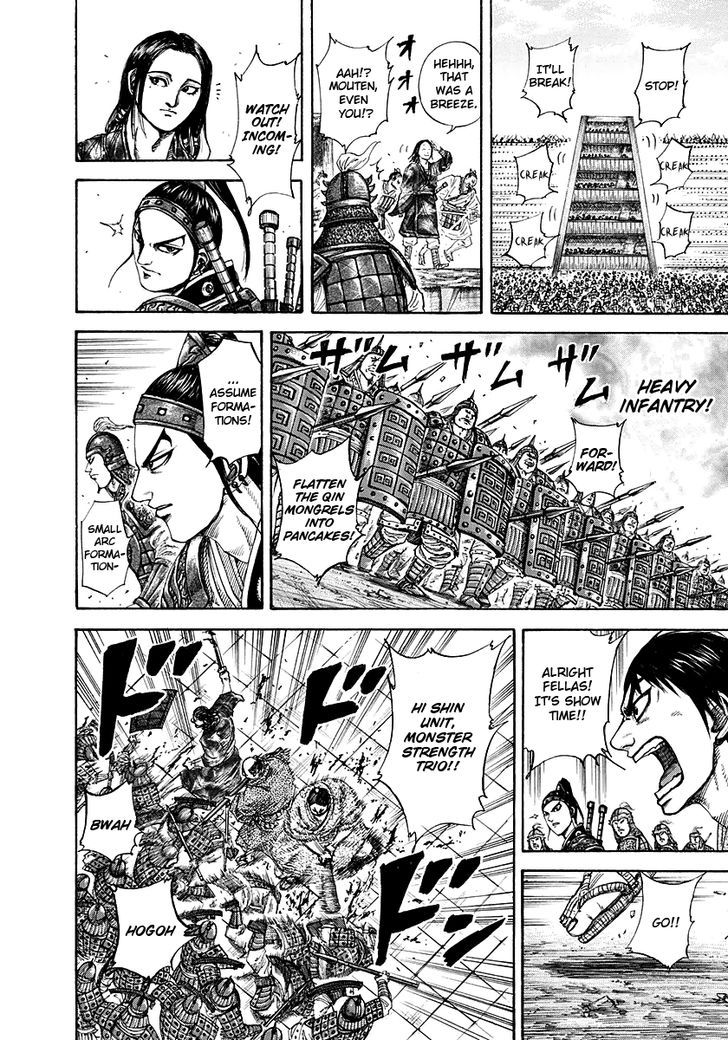 STOP!
IT'LL
BREAK!
CREAK
CREAK
CREAK
CREAK
HEHHH,
THAT
WAS A
BREEZE.
オオオ
AAH!?
MOUTEN,
EVEN
YOU!?
WATCH
OUT!
INCOM-
ING!
HEAVY
INFANTRY!
FOR-
WARD!
ザム
ザム
ザム
FLATTEN
THE QIN
MONGRELS
INTO
PANCAKES!
...
ASSUME
FORMA-
TIONS!
SMALL
ARC
FORMA-
TION-
ALRIGHT
FELLAS!
IT'S SHOW
TIME!!
GO!!
HI SHIN
UNIT,
MONSTER
STRENGTH
TRIO!!
ド
ド
ドン
BWAH
HOGOH